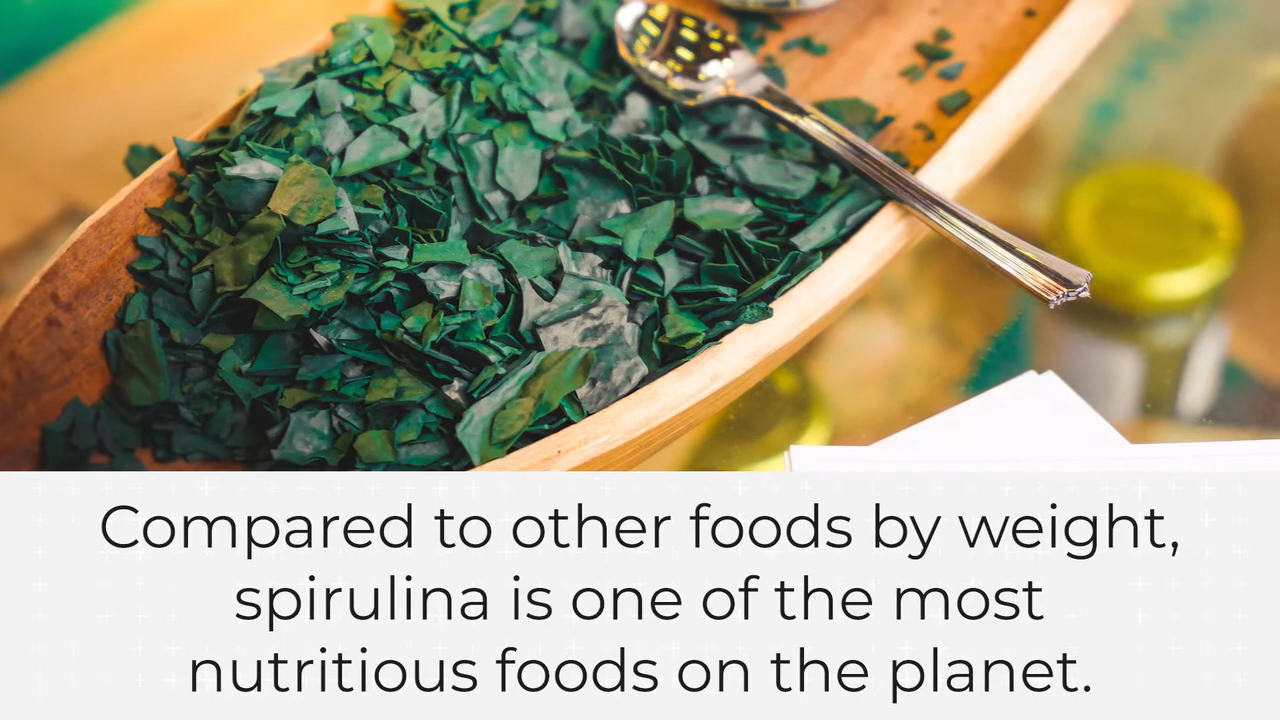 Compared to other foods by weight,
spirulina is one of the most
nutritious foods on the planet.